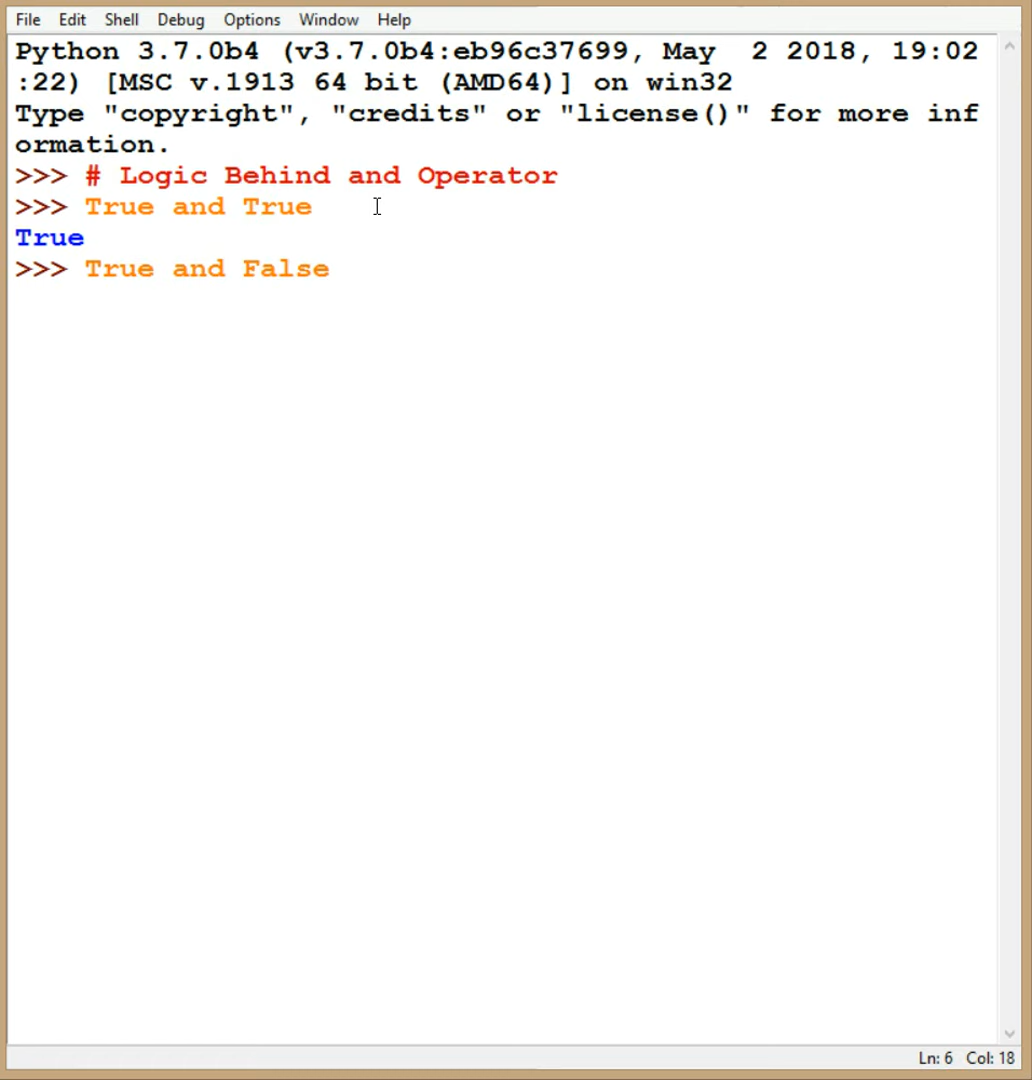 File Edit Shell Debug Options Window Help
Python 3.7.0b4 (v3.7.0b4:eb96c37699, May  2 2018, 19:02
:22) [MSC v.1913 64 bit (AMD64)] on win32
Type "copyright", "credits" or "license()" for more inf
ormation.
>>> # Logic Behind and Operator
>>> True and True
True
>>> True and False
Ln: 6 Col: 18